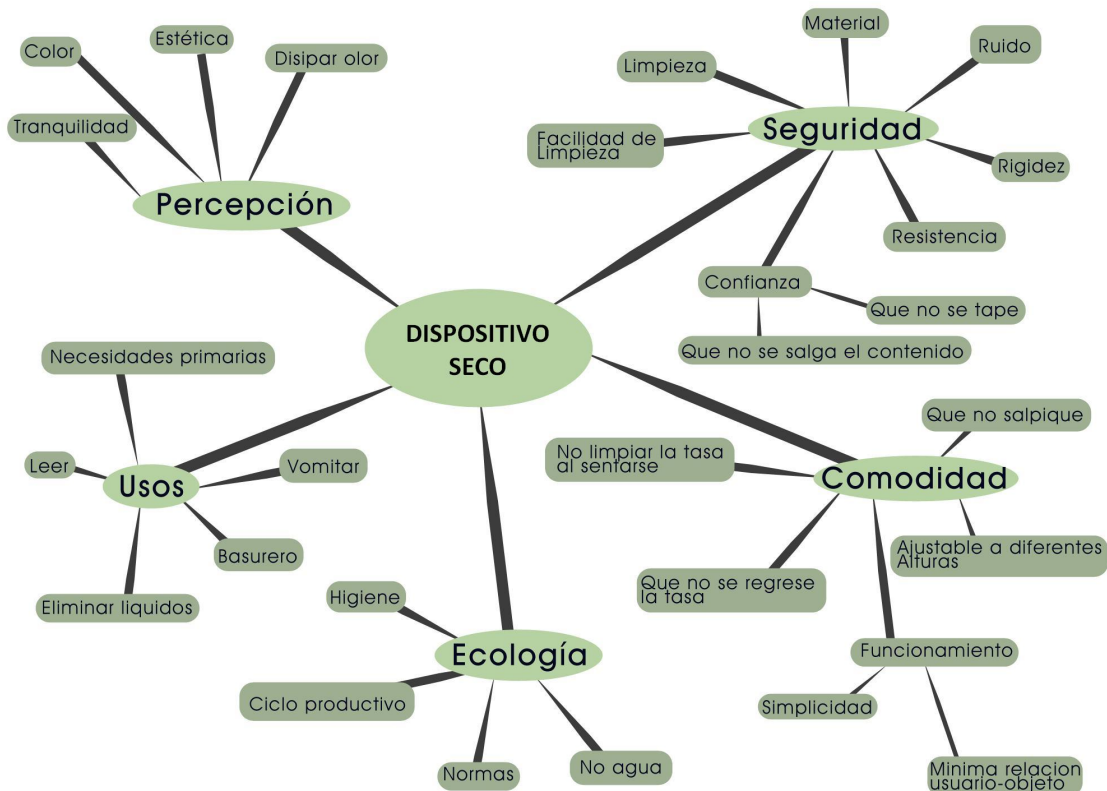 Color
Estética
Disipar olor
Tranquilidad
Percepción
Material
Ruido
Limpieza
Facilidad de
Limpieza
Seguridad
Rigidez
Resistencia
Confianza
Que no se tape
Que no se salga el contenido
DISPOSITIVO
SECO
Necesidades primarias
Leer
Vomitar
Usos
Basurero
Eliminar liquidos
Higiene
Ecología
Ciclo productivo
Normas
No agua
Que no salpique
No limpiar la tasa
al sentarse
Comodidad
Ajustable a diferentes
Alturas
Que no se regrese
la tasa
Funcionamiento
Simplicidad
Minima relacion
usuario-objeto